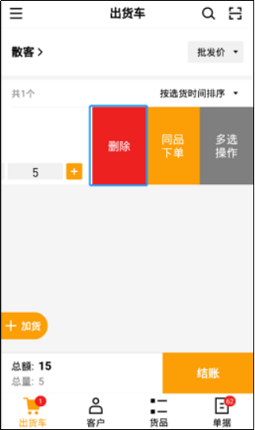 出货车
散客
批发价
共1个
按选货时间排序
5
+
删除
同品
下单
多选
操作
+ 加货
总额: 15
总量: 5
结账
1
62
出货车
客户
货品
单据